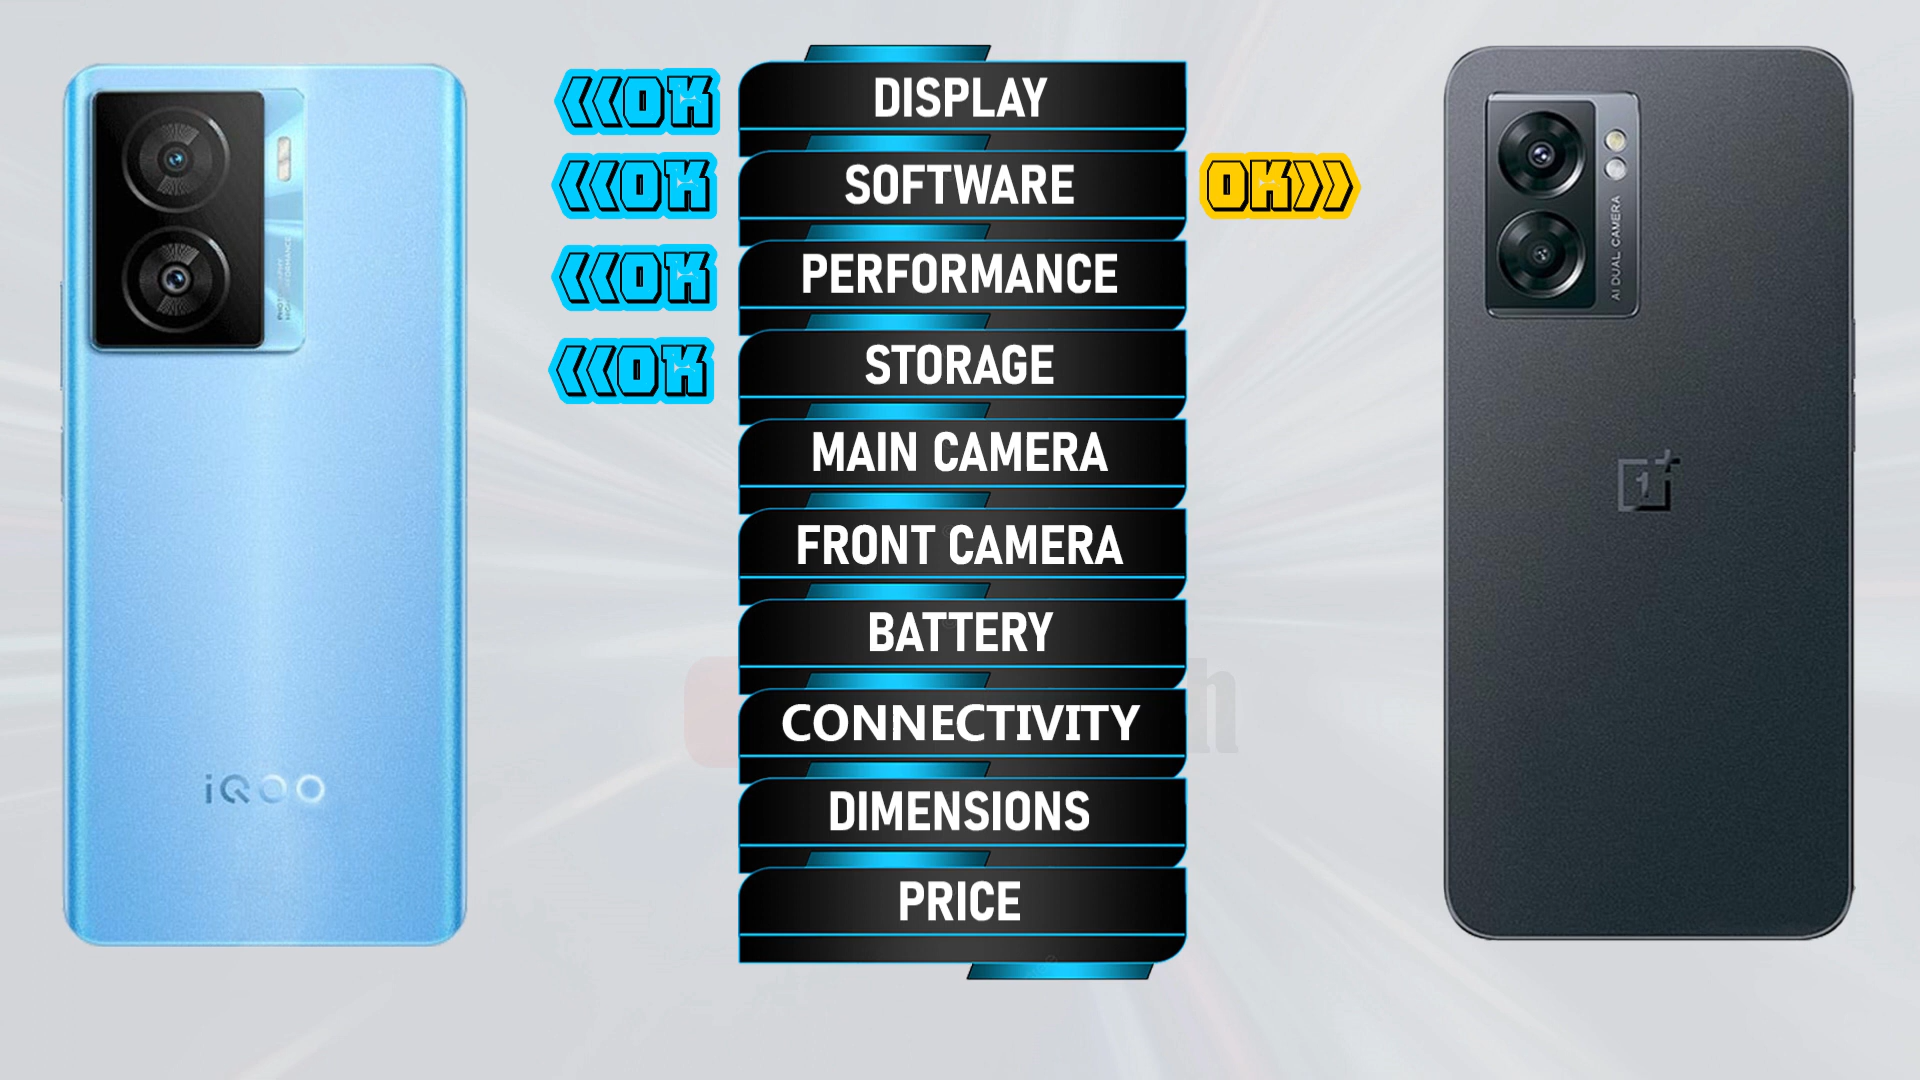 <<OK DISPLAY
<<OK SOFTWARE OK>>
<<OK PERFORMANCE
<<OK STORAGE
MAIN CAMERA
FRONT CAMERA
BATTERY
CONNECTIVITY
DIMENSIONS
PRICE
iQOO
AI DUAL CAMERA
1+